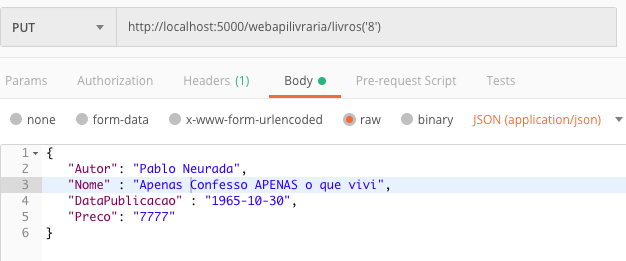 PUT http://localhost:5000/webapilivraria/livros('8')
Params Authorization Headers (1) Body Pre-request Script Tests
none form-data x-www-form-urlencoded raw binary JSON (application/json)
1 {
2 "Autor": "Pablo Neurada",
3 "Nome" : "Apenas Confesso APENAS o que vivi",
4 "DataPublicacao" : "1965-10-30",
5 "Preco": "7777"
6 }